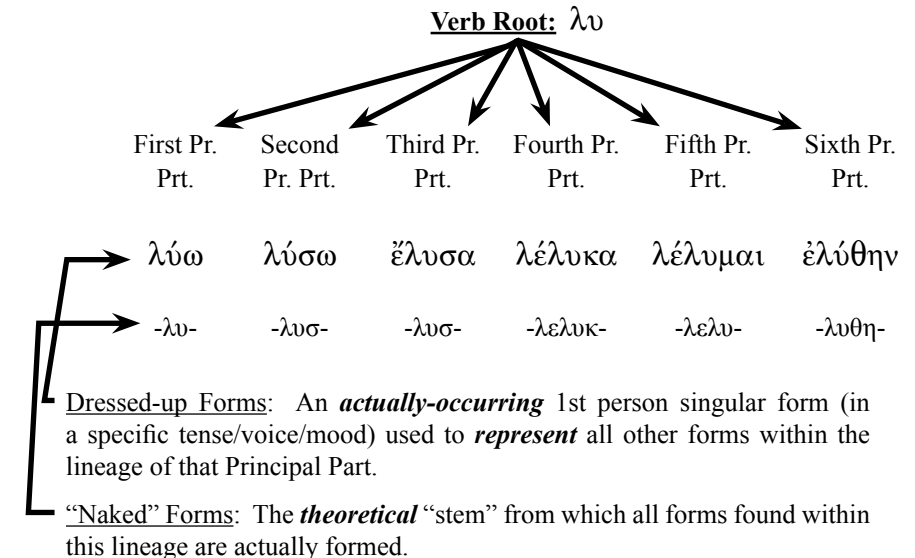 Verb Root: λυ
First Pr. Second Third Pr. Fourth Pr. Fifth Pr. Sixth Pr.
Prt. Pr. Prt. Prt. Prt. Prt. Prt.
λύω λύσω ἔλυσα λέλυκα λέλυμαι ἐλύθην
-λυ- -λυσ- -λυσ- -λελυκ- -λελυ- -λυθη-
Dressed-up Forms: An actually-occurring 1st person singular form (in
a specific tense/voice/mood) used to represent all other forms within the
lineage of that Principal Part.
“Naked” Forms: The theoretical “stem” from which all forms found within
this lineage are actually formed.